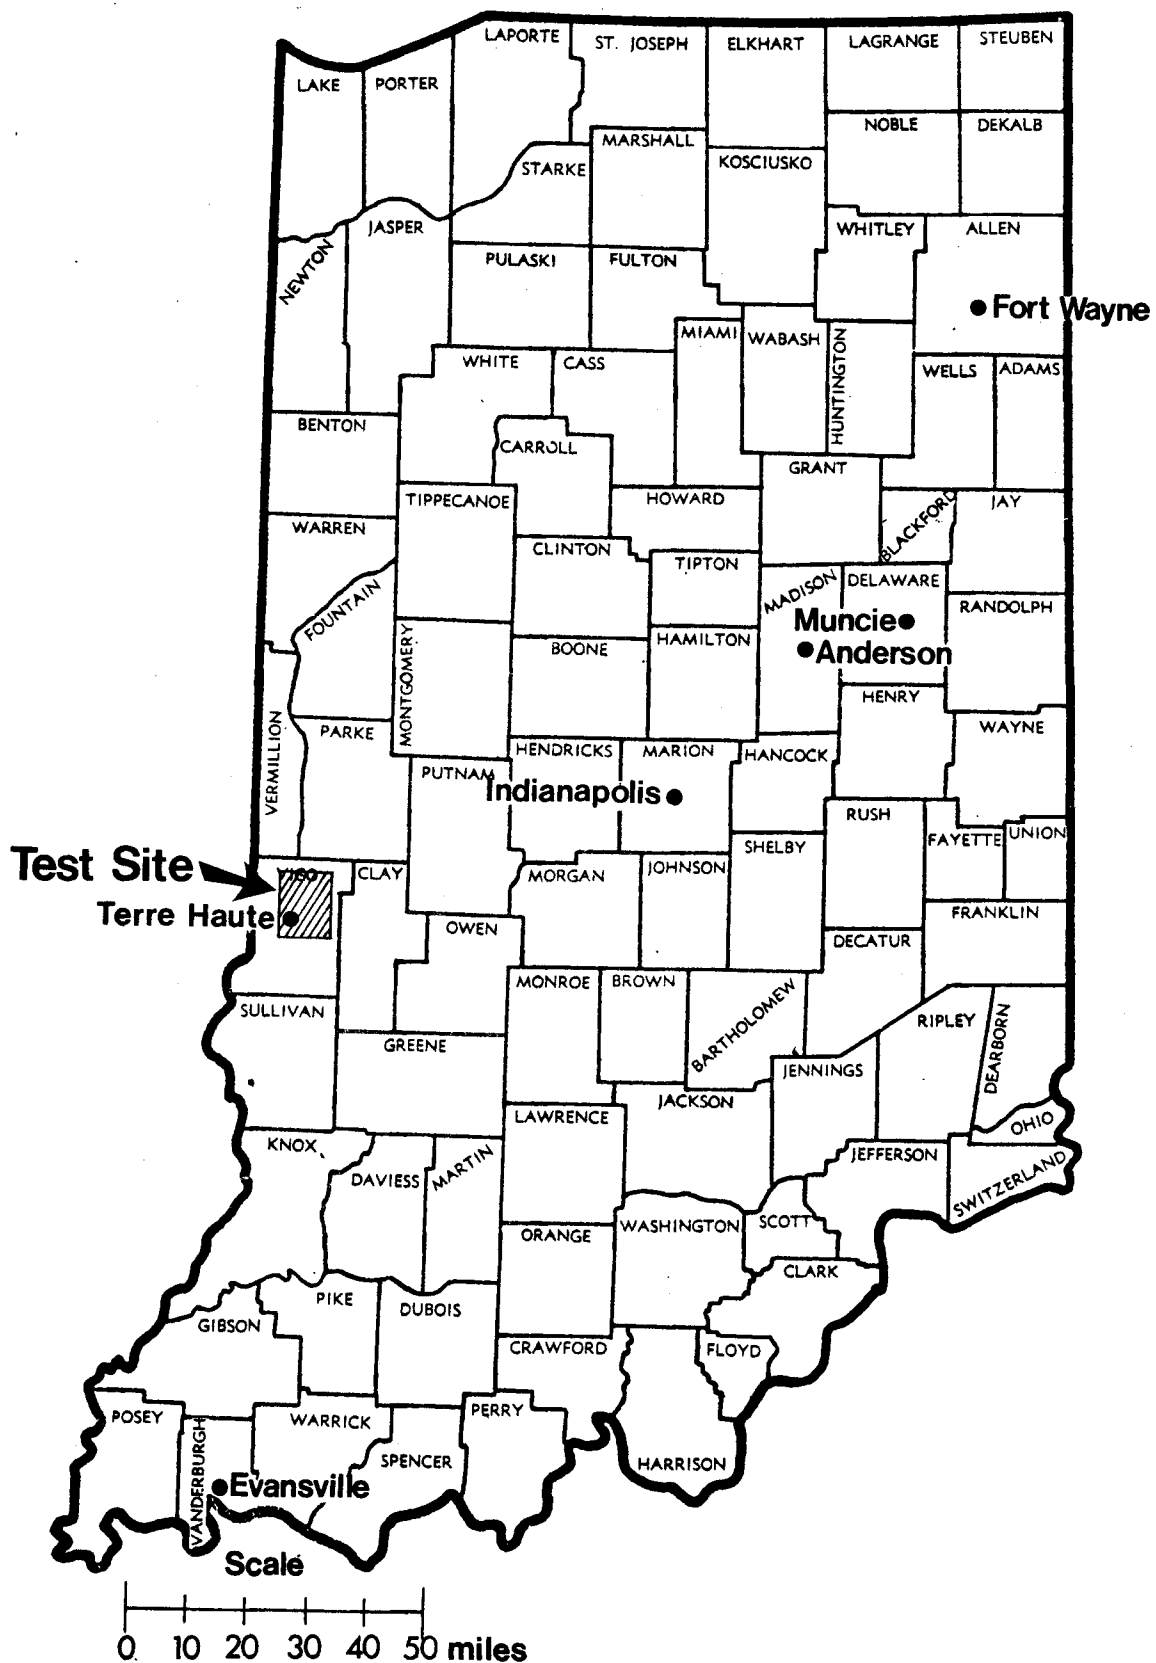 LAPORTE
ST. JOSEPH
ELKHART
LAGRANGE
STEUBEN
LAKE
PORTER
NOBLE
DEKALB
MARSHALL
STARKE
KOSCIUSKO
JASPER
WHITLEY
ALLEN
NEWTON
PULASKI
FULTON
Fort Wayne
MIAMI
WABASH
HUNTINGTON
WHITE
CASS
WELLS
ADAMS
BENTON
CARROLL
GRANT
TIPPECANOE
HOWARD
JAY
BLACKFORD
WARREN
CLINTON
TIPTON
MADISON
DELAWARE
FOUNTAIN
RANDOLPH
Muncie
MONTGOMERY
BOONE
HAMILTON
Anderson
HENRY
VERMILLION
PARKE
WAYNE
HENDRICKS
MARION
HANCOCK
PUTNAM
Indianapolis
RUSH
FAYETTE
UNION
SHELBY
Test Site
VIGO
CLAY
MORGAN
JOHNSON
Terre Haute
OWEN
FRANKLIN
DECATUR
MONROE
BROWN
BARTHOLOMEW
SULLIVAN
RIPLEY
DEARBORN
GREENE
JENNINGS
LAWRENCE
JACKSON
OHIO
KNOX
DAVIESS
MARTIN
JEFFERSON
SWITZERLAND
ORANGE
WASHINGTON
SCOTT
CLARK
PIKE
DUBOIS
GIBSON
CRAWFORD
FLOYD
POSEY
VANDERBURGH
WARRICK
PERRY
SPENCER
HARRISON
Evansville
Scale
0 10 20 30 40 50 miles